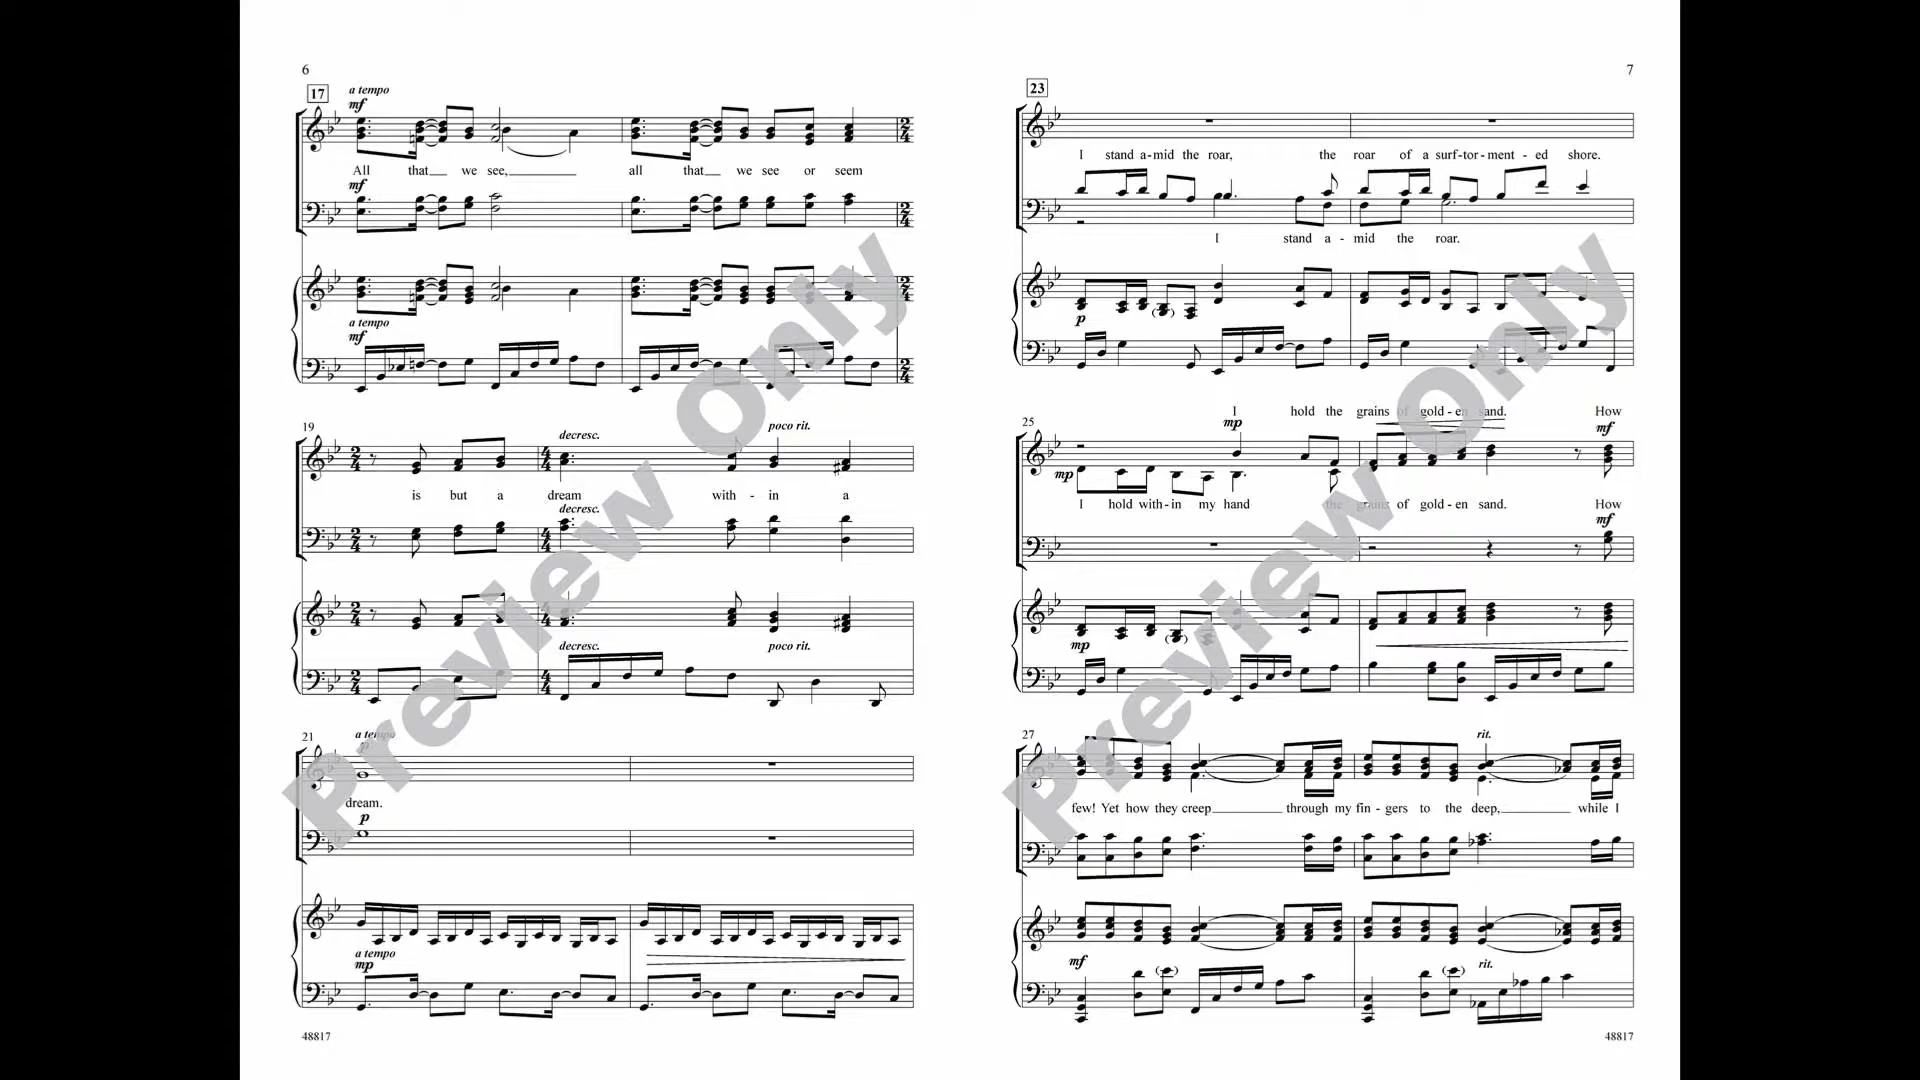 6
17 a tempo
mf
All that we see, all that we see or seem
mf
a tempo
mf
19 decresc. poco rit.
is but a dream with - in a
decresc.
decresc. poco rit.
21 a tempo
p
dream.
p
a tempo
mp
48817
7
23
I stand a-mid the roar, the roar of a surf-tor-ment - ed shore.
I stand a - mid the roar.
p
I hold the grains of gold - en sand. How
25 mp mf
mp
I hold with-in my hand the grains of gold - en sand. How
mf
mp
27 rit.
few! Yet how they creep through my fin - gers to the deep, while I
mf
rit.
48817
Preview Only
Preview Only